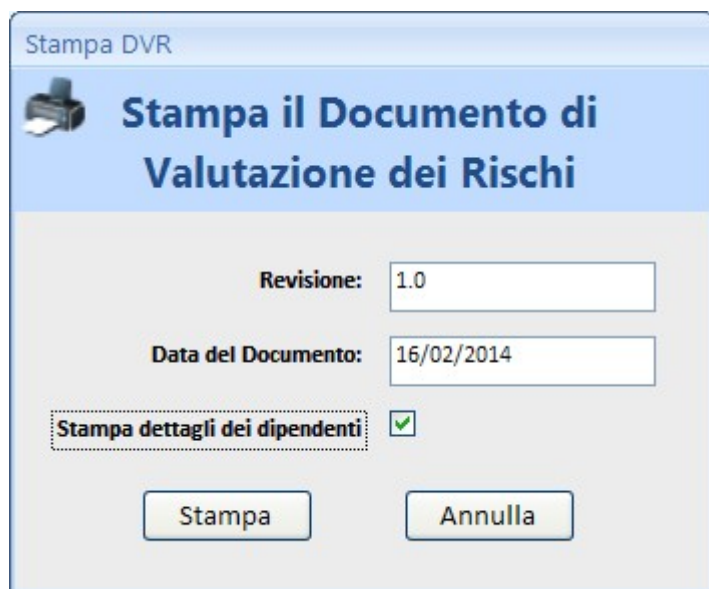 Stampa DVR
Stampa il Documento di
Valutazione dei Rischi
Revisione: 1.0
Data del Documento: 16/02/2014
Stampa dettagli dei dipendenti
Stampa Annulla